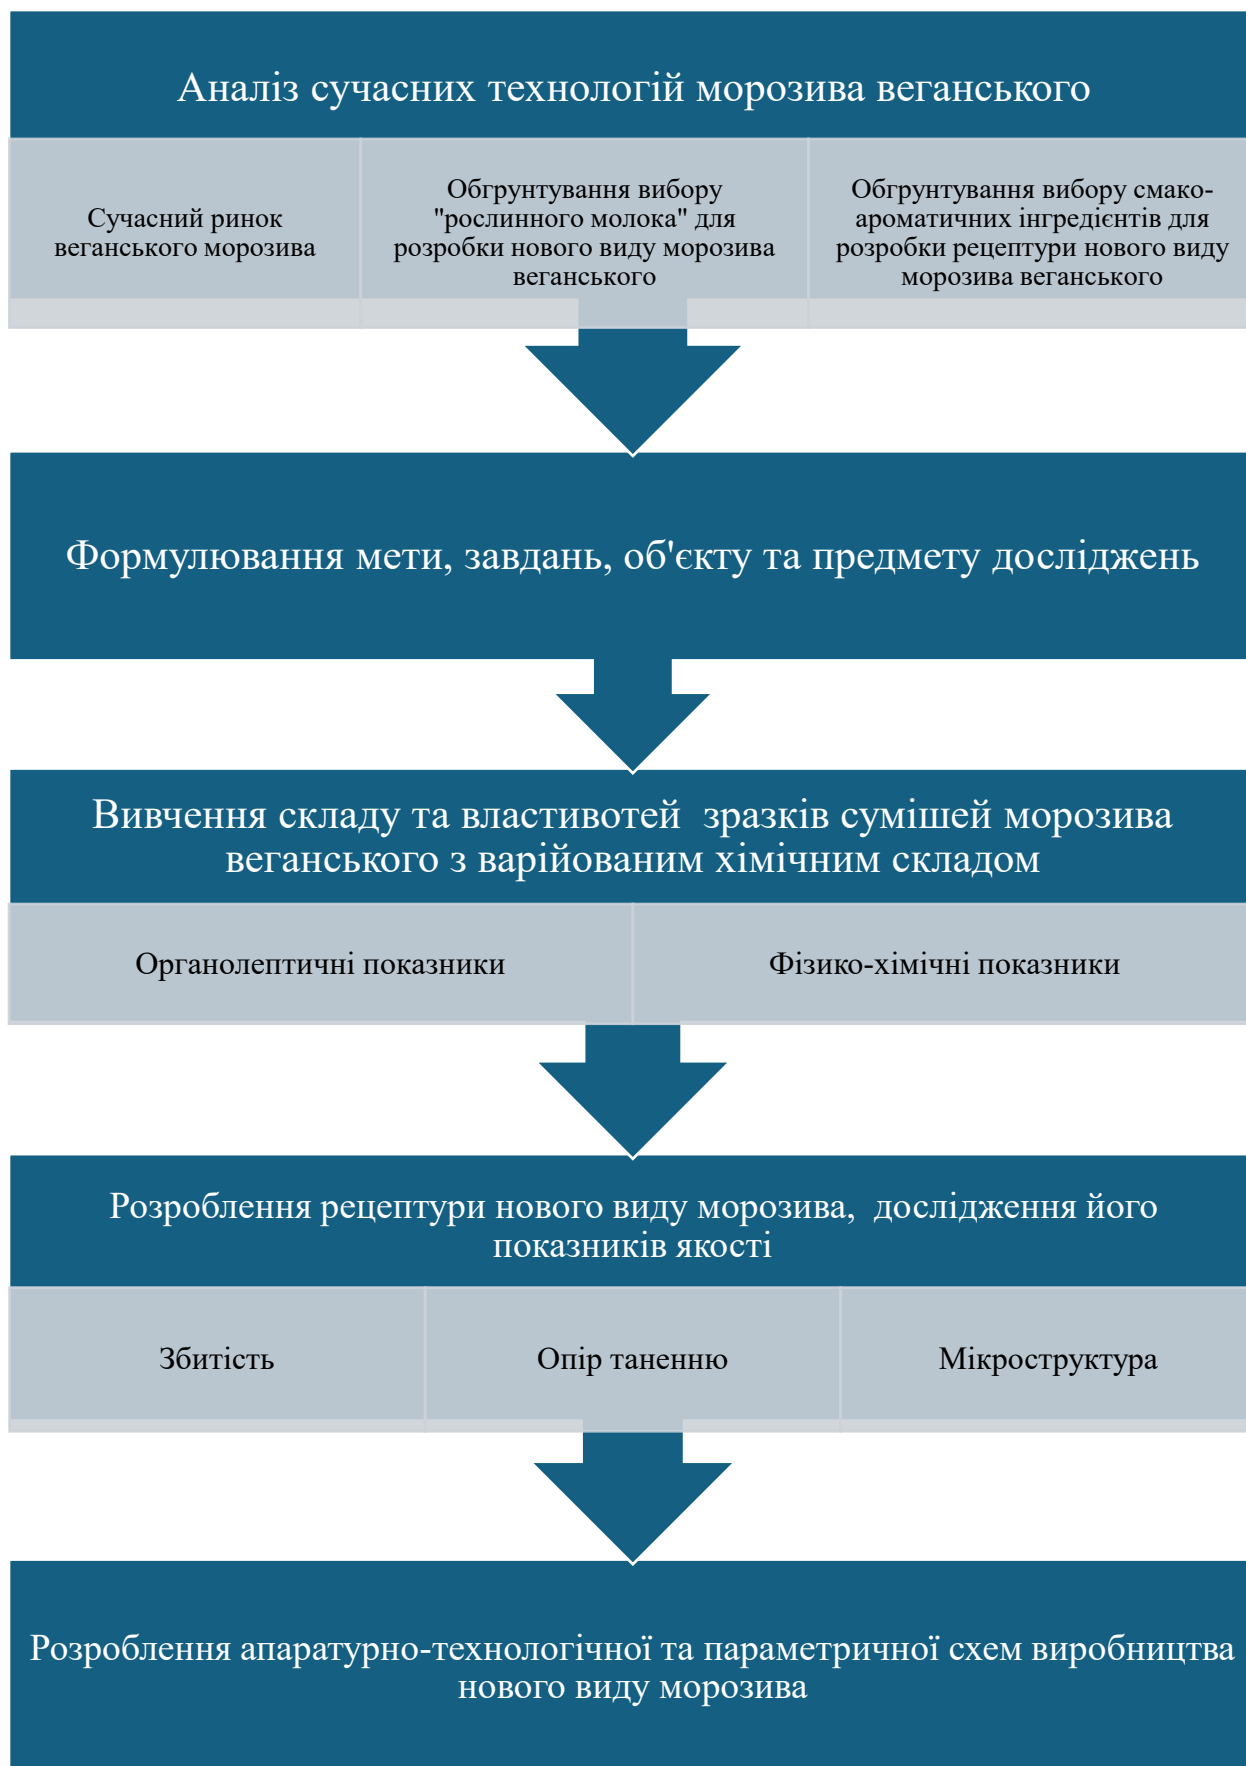 Аналіз сучасних технологій морозива веганського
Сучасний ринок
веганського морозива
Обгрунтування вибору
"рослинного молока" для
розробки нового виду морозива
веганського
Обгрунтування вибору смако-
ароматичних інгредієнтів для
розробки рецептури нового виду
морозива веганського
Формулювання мети, завдань, об'єкту та предмету досліджень
Вивчення складу та властивотей зразків сумішей морозива
веганського з варійованим хімічним складом
Органолептичні показники
Фізико-хімічні показники
Розроблення рецептури нового виду морозива, дослідження його
показників якості
Збитість
Опір таненню
Мікроструктура
Розроблення апаратурно-технологічної та параметричної схем виробництва
нового виду морозива